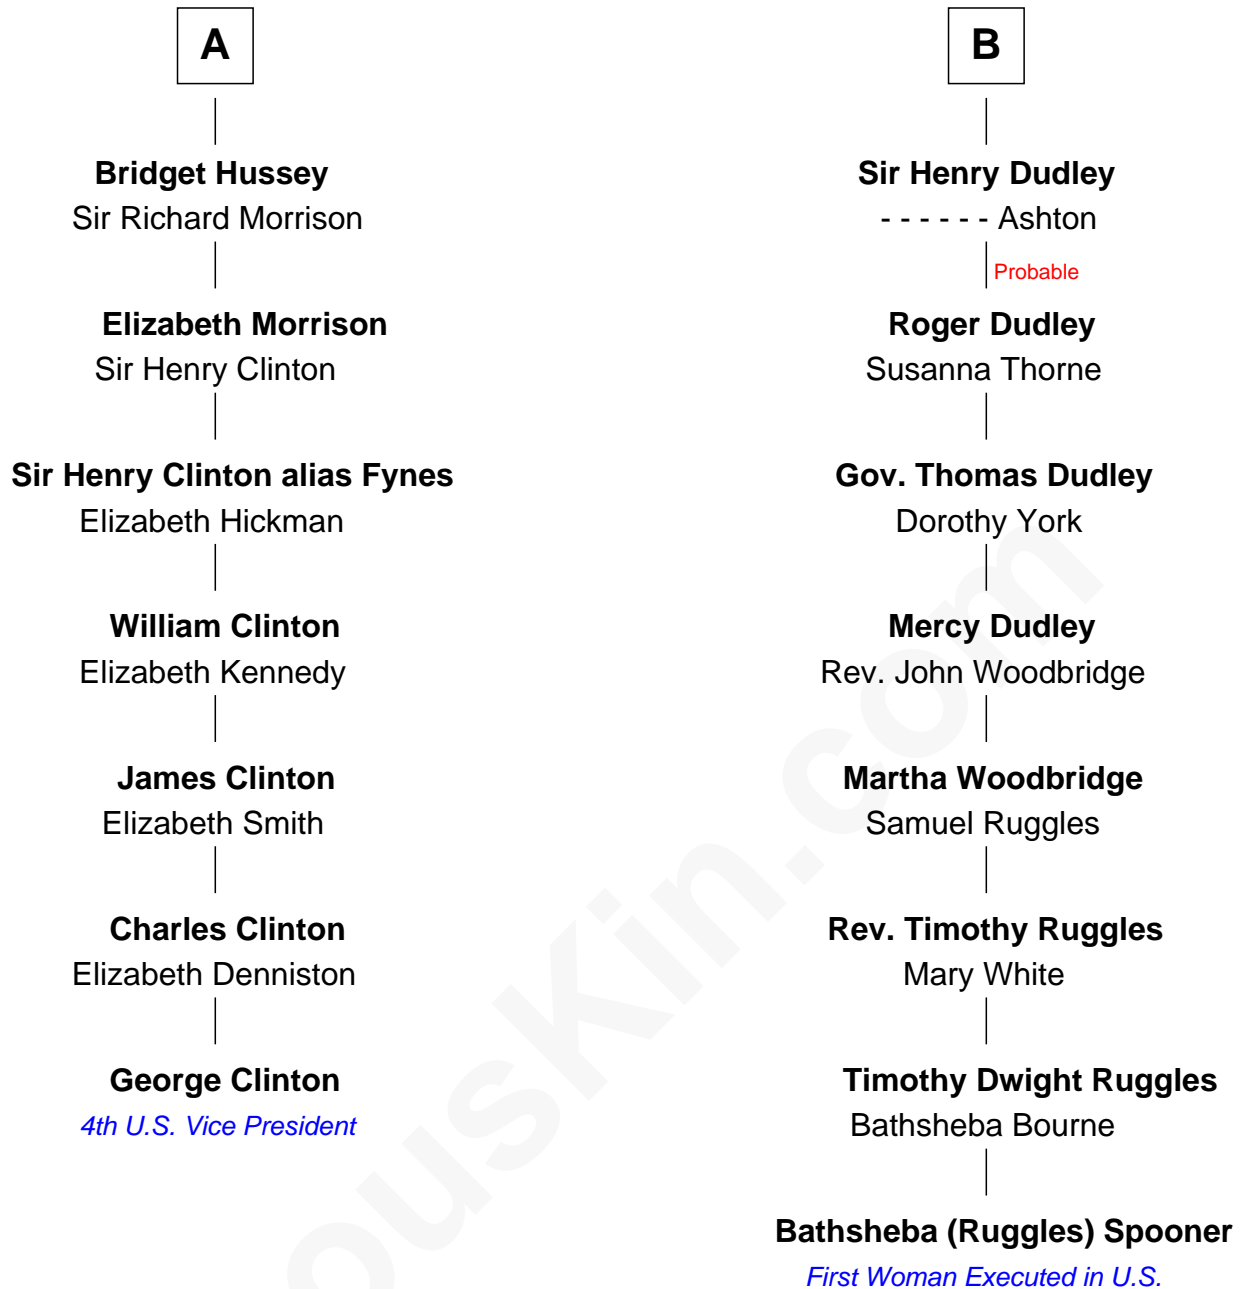 A
Bridget Hussey
Sir Richard Morrison
Elizabeth Morrison
Sir Henry Clinton
Sir Henry Clinton alias Fynes
Elizabeth Hickman
William Clinton
Elizabeth Kennedy
James Clinton
Elizabeth Smith
Charles Clinton
Elizabeth Denniston
George Clinton
4th U.S. Vice President
B
Sir Henry Dudley
- - - - - - Ashton
Probable
Roger Dudley
Susanna Thorne
Gov. Thomas Dudley
Dorothy York
Mercy Dudley
Rev. John Woodbridge
Martha Woodbridge
Samuel Ruggles
Rev. Timothy Ruggles
Mary White
Timothy Dwight Ruggles
Bathsheba Bourne
Bathsheba (Ruggles) Spooner
First Woman Executed in U.S.
ousKin.com